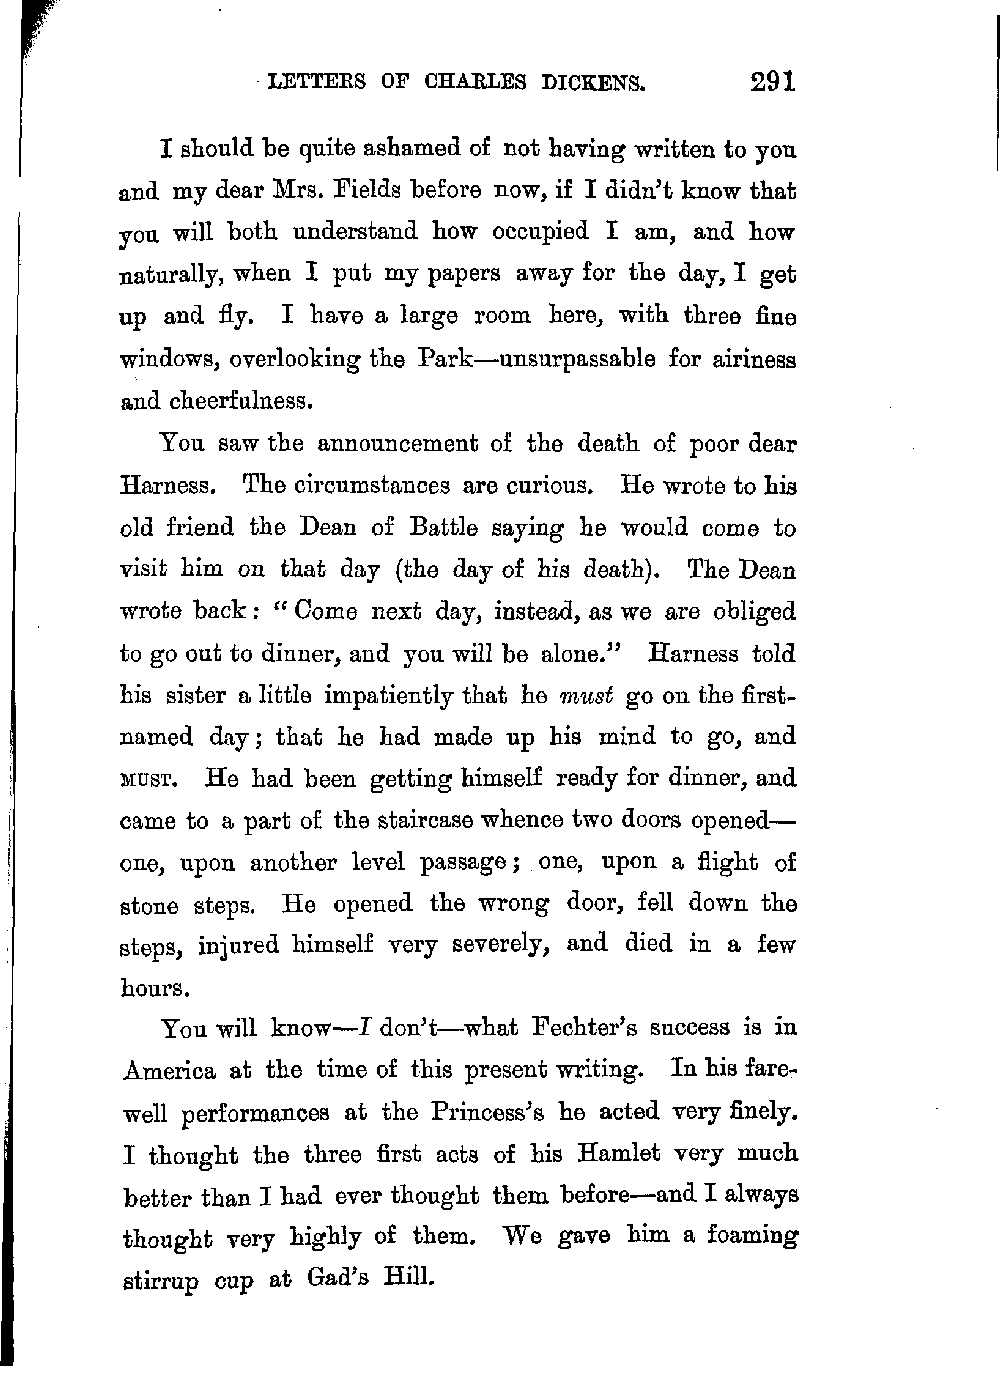 LETTERS OF CHARLES DICKENS. 291
I should be quite ashamed of not having written to you
and my dear Mrs. Fields before now, if I didn't know that
you will both understand how occupied I am, and how
naturally, when I put my papers away for the day, I get
up and fly. I have a large room here, with three fine
windows, overlooking the Park—unsurpassable for airiness
and cheerfulness.
You saw the announcement of the death of poor dear
Harness. The circumstances are curious. He wrote to his
old friend the Dean of Battle saying he would come to
visit him on that day (the day of his death). The Dean
wrote back: “Come next day, instead, as we are obliged
to go out to dinner, and you will be alone.” Harness told
his sister a little impatiently that he must go on the first-
named day; that he had made up his mind to go, and
MUST. He had been getting himself ready for dinner, and
came to a part of the staircase whence two doors opened—
one, upon another level passage; one, upon a flight of
stone steps. He opened the wrong door, fell down the
steps, injured himself very severely, and died in a few
hours.
You will know—I don't—what Fechter's success is in
America at the time of this present writing. In his fare-
well performances at the Princess's he acted very finely.
I thought the three first acts of his Hamlet very much
better than I had ever thought them before—and I always
thought very highly of them. We gave him a foaming
stirrup cup at Gad's Hill.